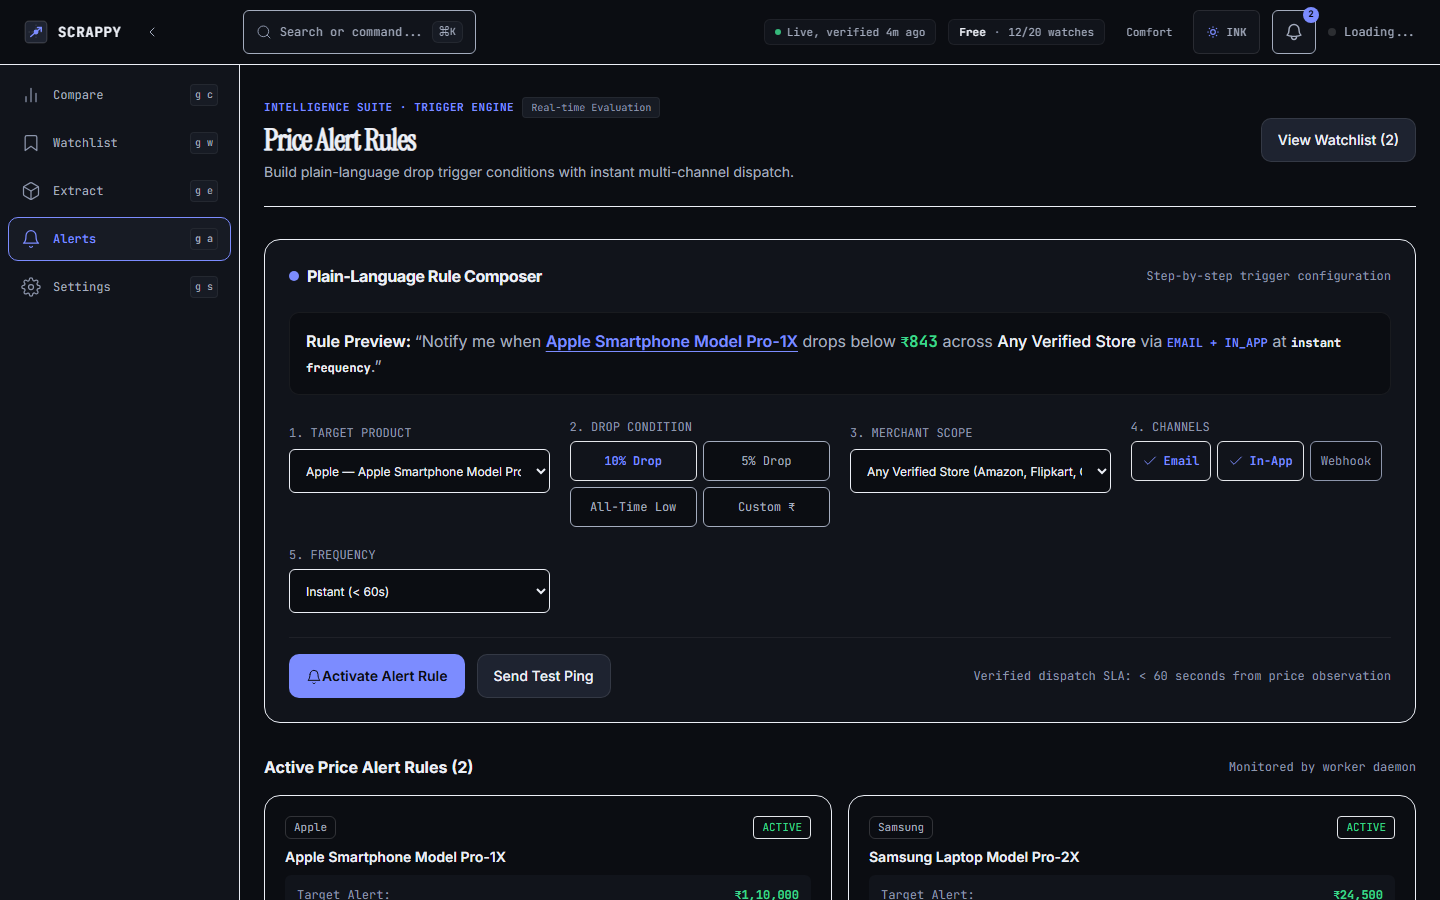 SCRAPPY
Search or command... ⌘K
Live, verified 4m ago
Free · 12/20 watches
Comfort
INK
2
Loading...
Compare g c
Watchlist g w
Extract g e
Alerts g a
Settings g s
INTELLIGENCE SUITE · TRIGGER ENGINE Real-time Evaluation
Price Alert Rules
Build plain-language drop trigger conditions with instant multi-channel dispatch.
View Watchlist (2)
Plain-Language Rule Composer
Step-by-step trigger configuration
Rule Preview: “Notify me when Apple Smartphone Model Pro-1X drops below ₹843 across Any Verified Store via EMAIL + IN_APP at instant
frequency.”
1. TARGET PRODUCT
Apple — Apple Smartphone Model Pro
2. DROP CONDITION
10% Drop
5% Drop
All-Time Low
Custom ₹
3. MERCHANT SCOPE
Any Verified Store (Amazon, Flipkart,
4. CHANNELS
Email
In-App
Webhook
5. FREQUENCY
Instant (< 60s)
Activate Alert Rule
Send Test Ping
Verified dispatch SLA: < 60 seconds from price observation
Active Price Alert Rules (2)
Monitored by worker daemon
Apple
ACTIVE
Apple Smartphone Model Pro-1X
Target Alert: ₹1,10,000
Samsung
ACTIVE
Samsung Laptop Model Pro-2X
Target Alert: ₹24,500